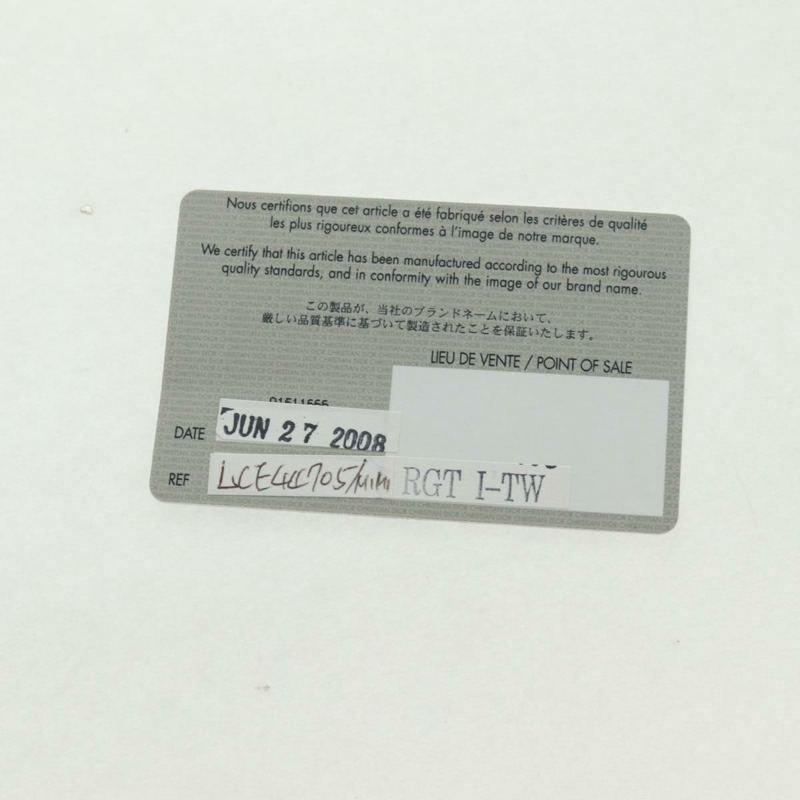 Nous certifions que cet article a été fabriqué selon les critères de qualité
les plus rigoureux conformes à l'image de notre marque.
We certify that this article has been manufactured according to the most rigourous
quality standards, and in conformity with the image of our brand name.
この製品が、当社のブランドネームにおいて、
厳しい品質基準に基づいて製造されたことを保証いたします。
LIEU DE VENTE / POINT OF SALE
DATE JUN 27 2008
REF RGT I-TW